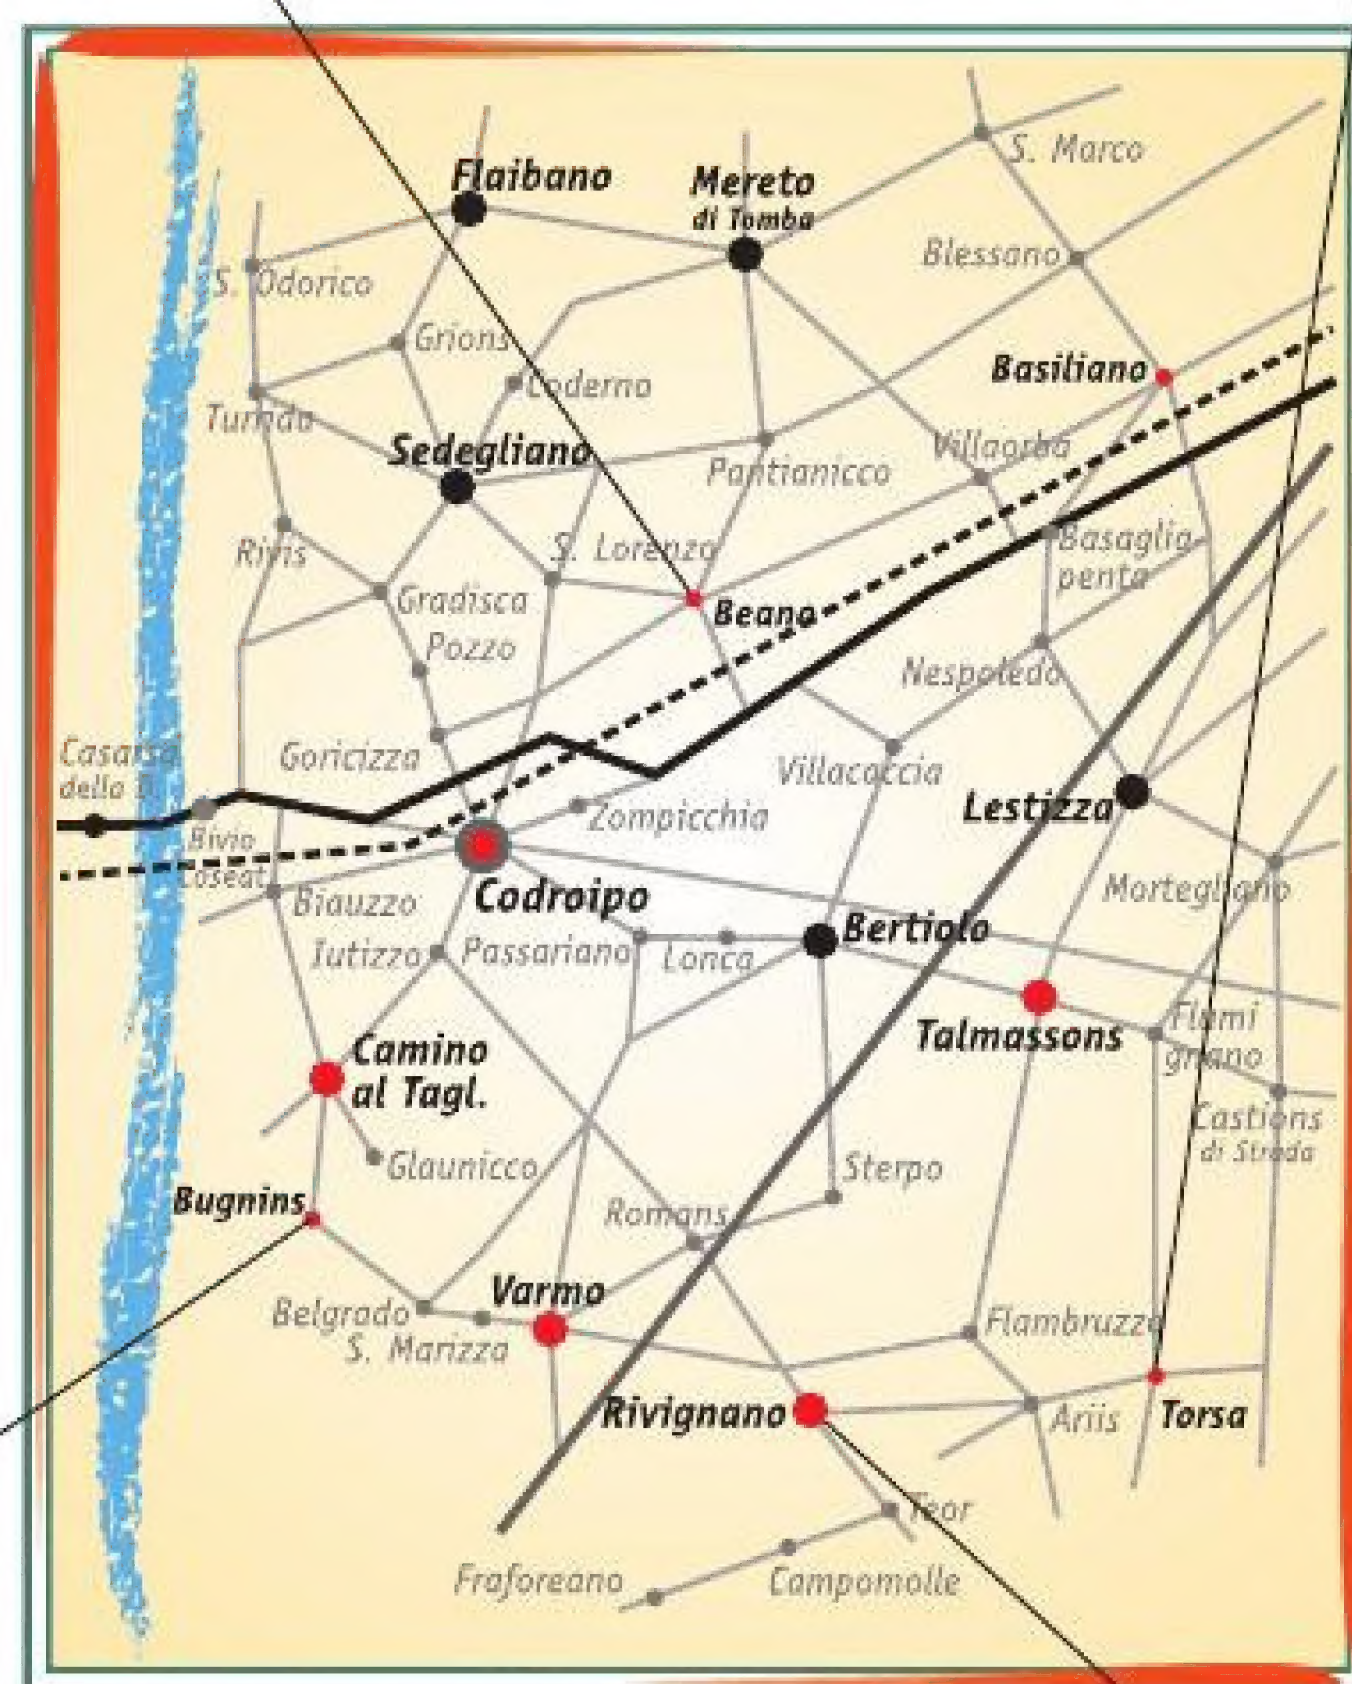 S. Marco
Flaibano
Mereto
di Tomba
Blessano
S. Odorico
Grions
Coderno
Basiliano
Turrida
Sedegliano
Villaorba
Pantianicco
Rivis
S. Lorenzo
Basaglia
penta
Gradisca
Beano
Pozzo
Nespoledo
Casarsa
della D.
Goricizza
Villacaccia
Zompicchia
Lestizza
Bivio
Coseat
Biauzzo
Codroipo
Mortegliano
Bertiolo
Iutizzo
Passariano
Lonca
Talmassons
Flumi
gnano
Camino
al Tagl.
Castions
di Strada
Glaunicco
Sterpo
Bugnins
Romans
Varmo
Belgrado
S. Marizza
Flambruzzo
Rivignano
Ariis
Torsa
Teor
Fraforeano
Campomolle